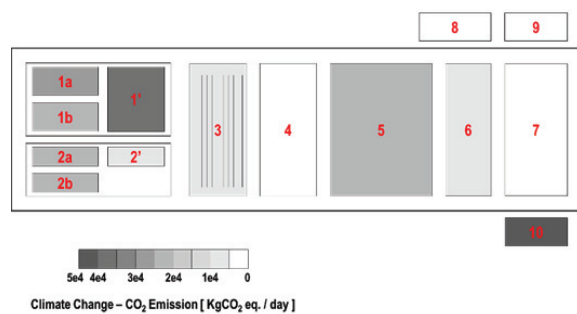 8 9
1a
1'
1b
2a 2'
2b
3 4 5 6 7
10
5e4 4e4 3e4 2e4 1e4 0
Climate Change – CO₂ Emission [ KgCO₂ eq. / day ]